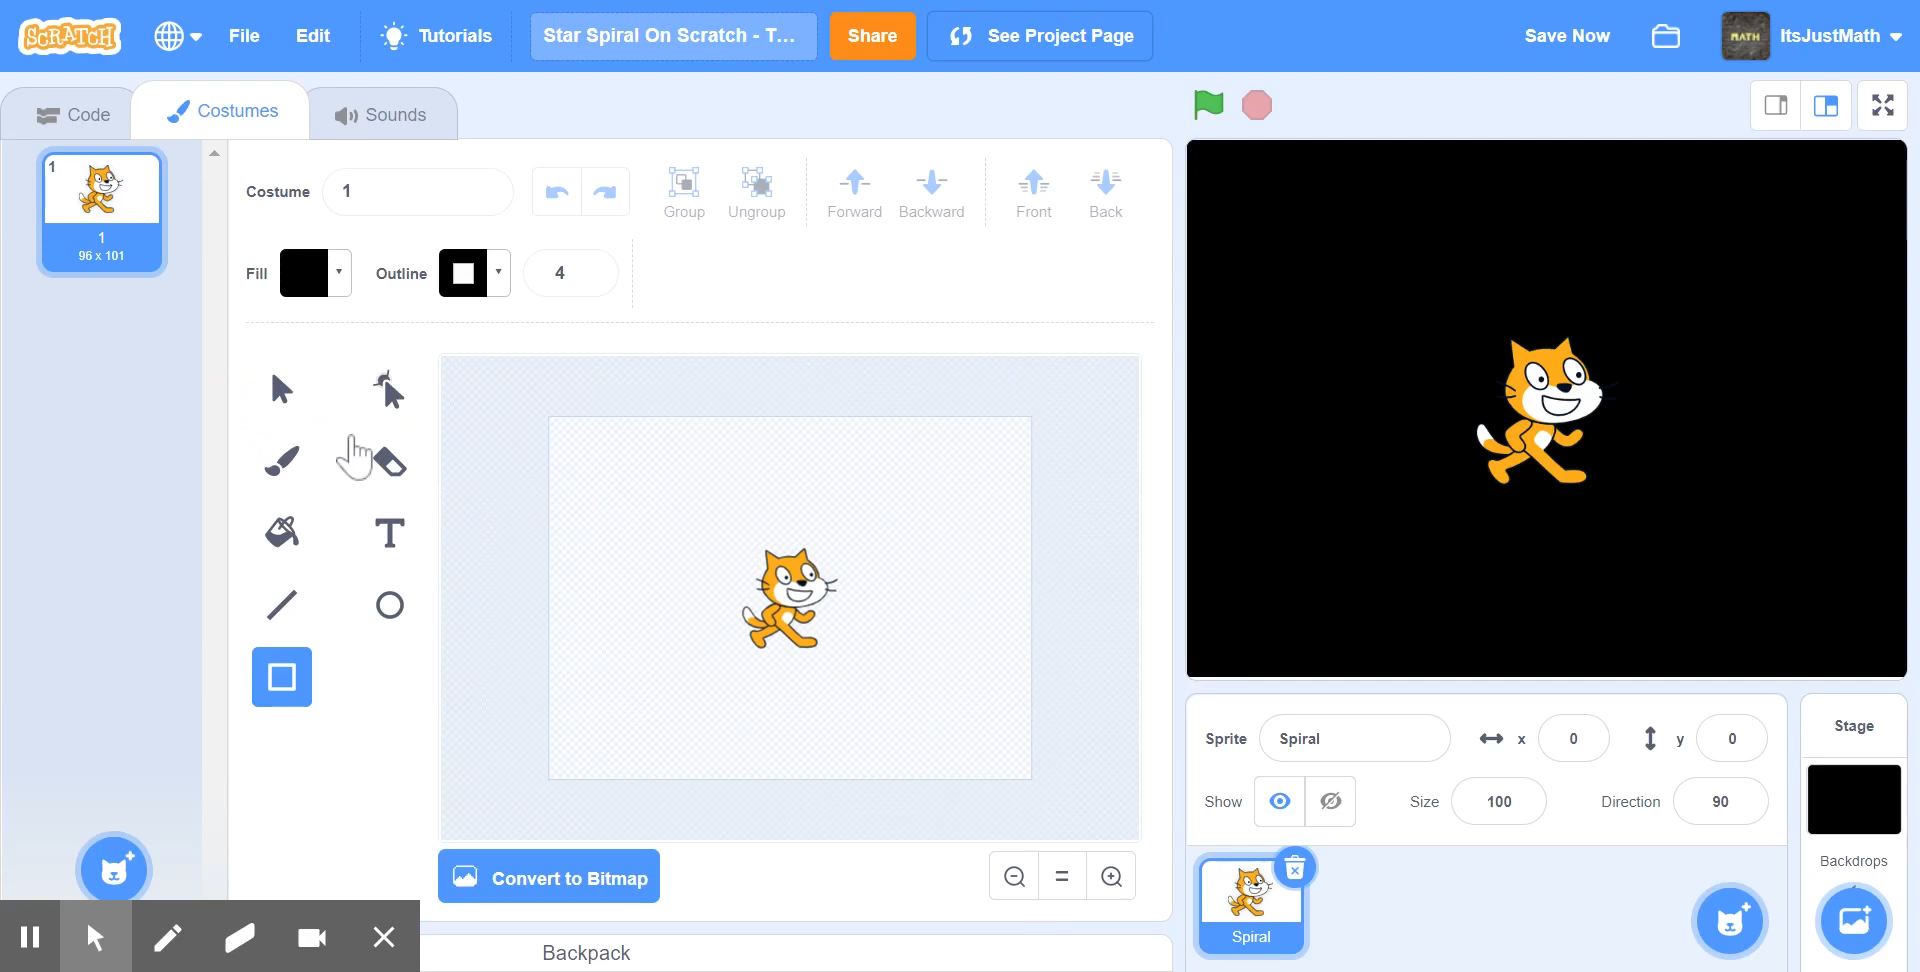 SCRATCH
File
Edit
Tutorials
Star Spiral On Scratch - T...
Share
See Project Page
Save Now
MATH
ItsJustMath
Code
Costumes
Sounds
1
1
96 x 101
Costume
1
Group
Ungroup
Forward
Backward
Front
Back
Fill
Outline
4
Convert to Bitmap
Backpack
Sprite
Spiral
x
0
y
0
Show
Size
100
Direction
90
Spiral
Stage
Backdrops